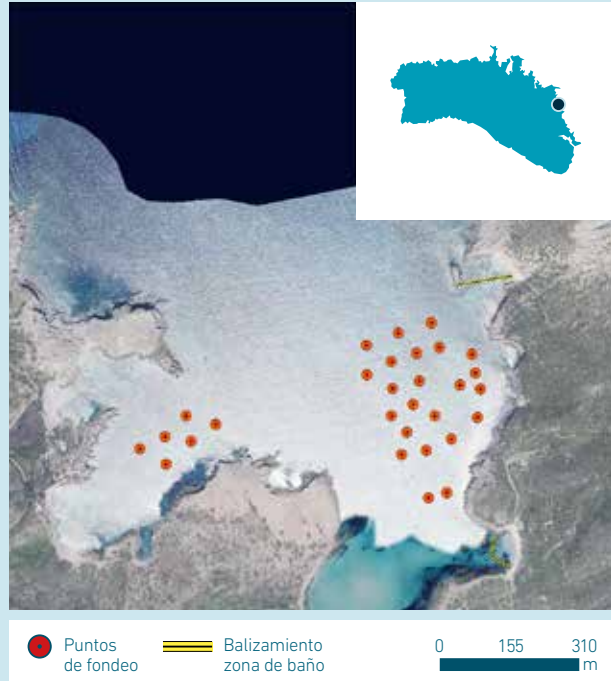 Puntos
de fondeo
Balizamiento
zona de baño
0 155 310
m